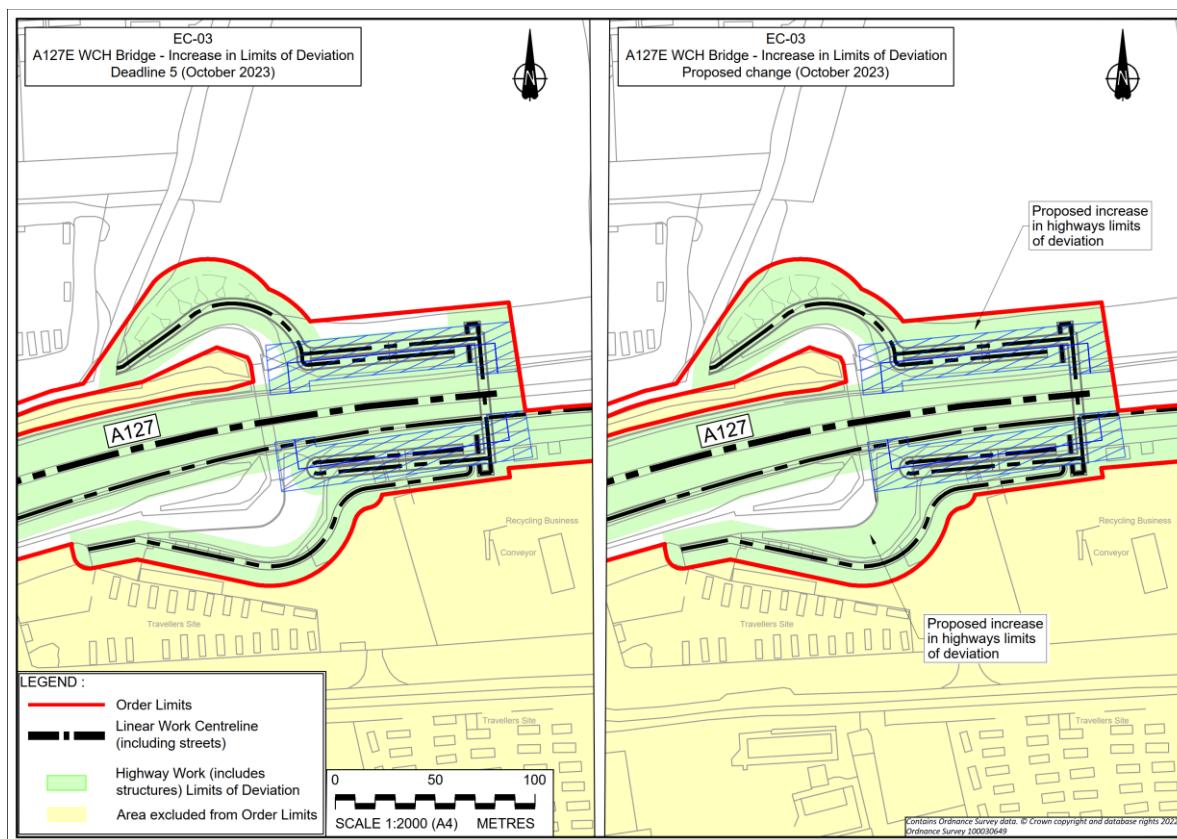 EC-03
A127E WCH Bridge - Increase in Limits of Deviation
Deadline 5 (October 2023)
A127
Recycling Business
Conveyor
Travellers Site
Travellers Site
LEGEND :
Order Limits
Linear Work Centreline
(including streets)
Highway Work (includes
structures) Limits of Deviation
Area excluded from Order Limits
0 50 100
SCALE 1:2000 (A4) METRES
EC-03
A127E WCH Bridge - Increase in Limits of Deviation
Proposed change (October 2023)
Proposed increase
in highways limits
of deviation
A127
Recycling Business
Conveyor
Proposed increase
in highways limits
of deviation
Travellers Site
Travellers Site
Contains Ordnance Survey data. © Crown copyright and database rights 2022
Ordnance Survey 100030649